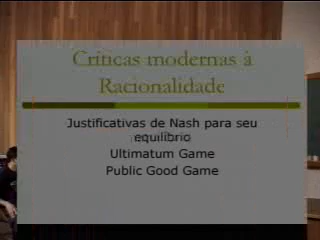 Críticas modernas à
Racionalidade
Justificativas de Nash para seu
equilíbrio
Ultimatum Game
Public Good Game